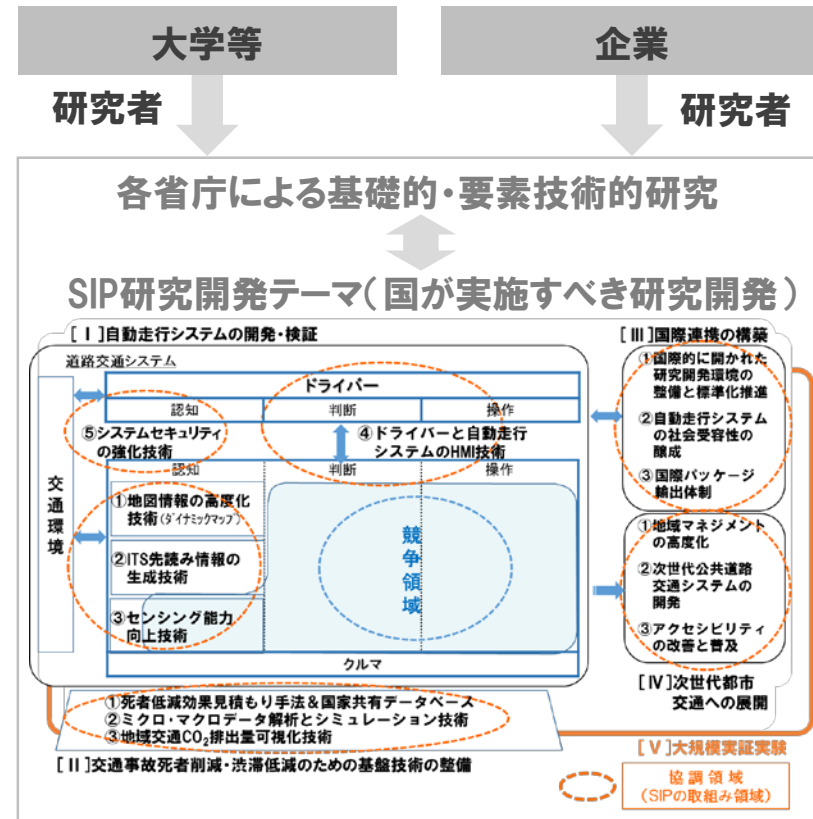 大学等
企業
研究者
研究者
各省庁による基礎的・要素技術的研究
SIP研究開発テーマ(国が実施すべき研究開発)
[Ⅰ]自動走行システムの開発・検証
道路交通システム
ドライバー
認知
判断
操作
⑤システムセキュリティ
の強化技術
④ドライバーと自動走行
システムのHMI技術
認知
判断
操作
交通環境
①地図情報の高度化
技術(ダイナミックマップ)
②ITS先読み情報の
生成技術
③センシング能力
向上技術
競争領域
クルマ
[Ⅲ]国際連携の構築
①国際的に開かれた
研究開発環境の
整備と標準化推進
②自動走行システム
の社会受容性の
醸成
③国際パッケージ
輸出体制
①地域マネジメント
の高度化
②次世代公共道路
交通システムの
開発
③アクセシビリティ
の改善と普及
[Ⅳ]次世代都市
交通への展開
①死者低減効果見積もり手法&国家共有データベース
②ミクロ・マクロデータ解析とシミュレーション技術
③地域交通CO₂排出量可視化技術
[Ⅱ]交通事故死者削減・渋滞低減のための基盤技術の整備
[Ⅴ]大規模実証実験
協調領域
(SIPの取組み領域)